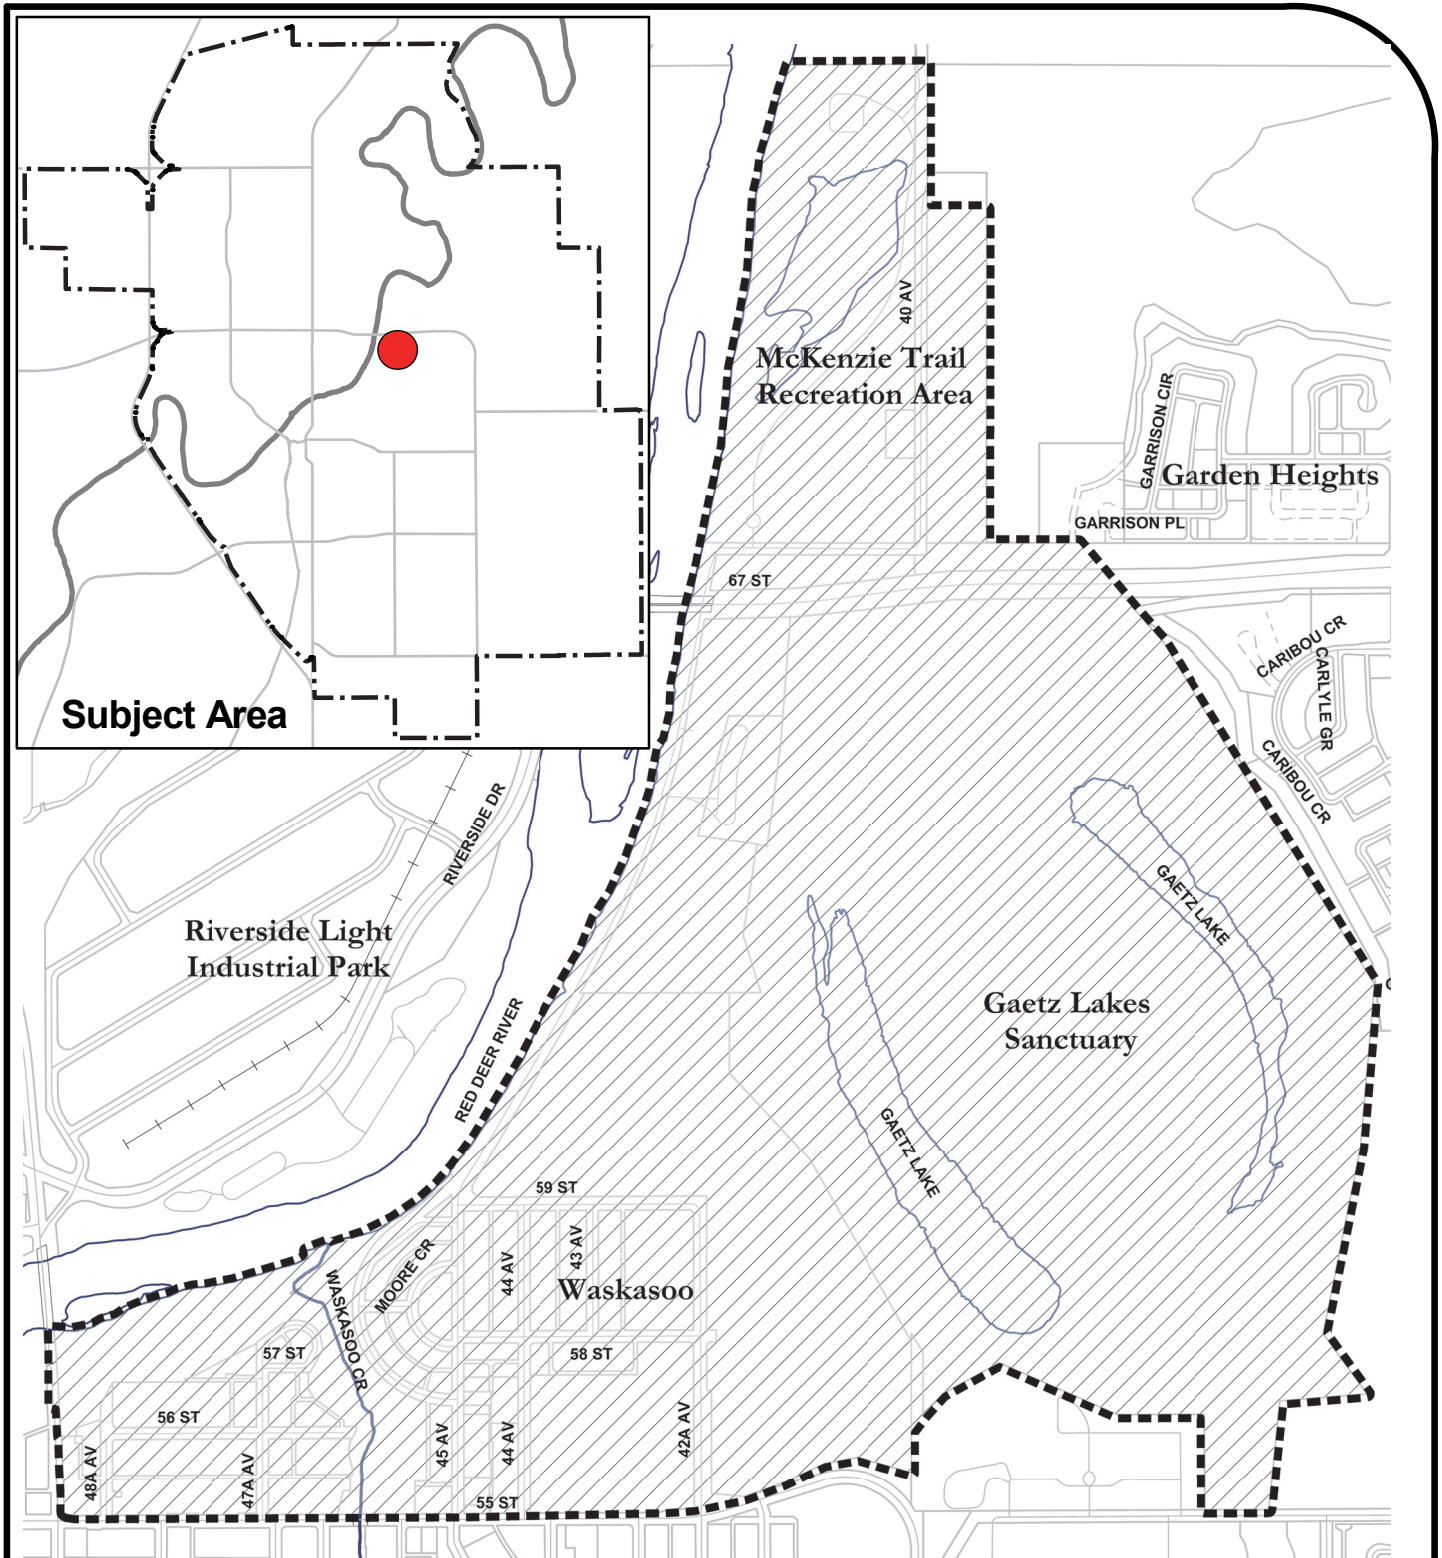 Subject Area
40 AV
McKenzie Trail
Recreation Area
GARRISON CIR
Garden Heights
GARRISON PL
67 ST
CARIBOU CR
CARLYLE GR
CARIBOU CR
RIVERSIDE DR
GAETZ LAKE
Riverside Light
Industrial Park
Gaetz Lakes
Sanctuary
RED DEER RIVER
GAETZ LAKE
59 ST
MOORE CR
44 AV
43 AV
Waskasoo
WASKASOO CR
57 ST
58 ST
56 ST
48A AV
47A AV
45 AV
44 AV
42A AV
55 ST